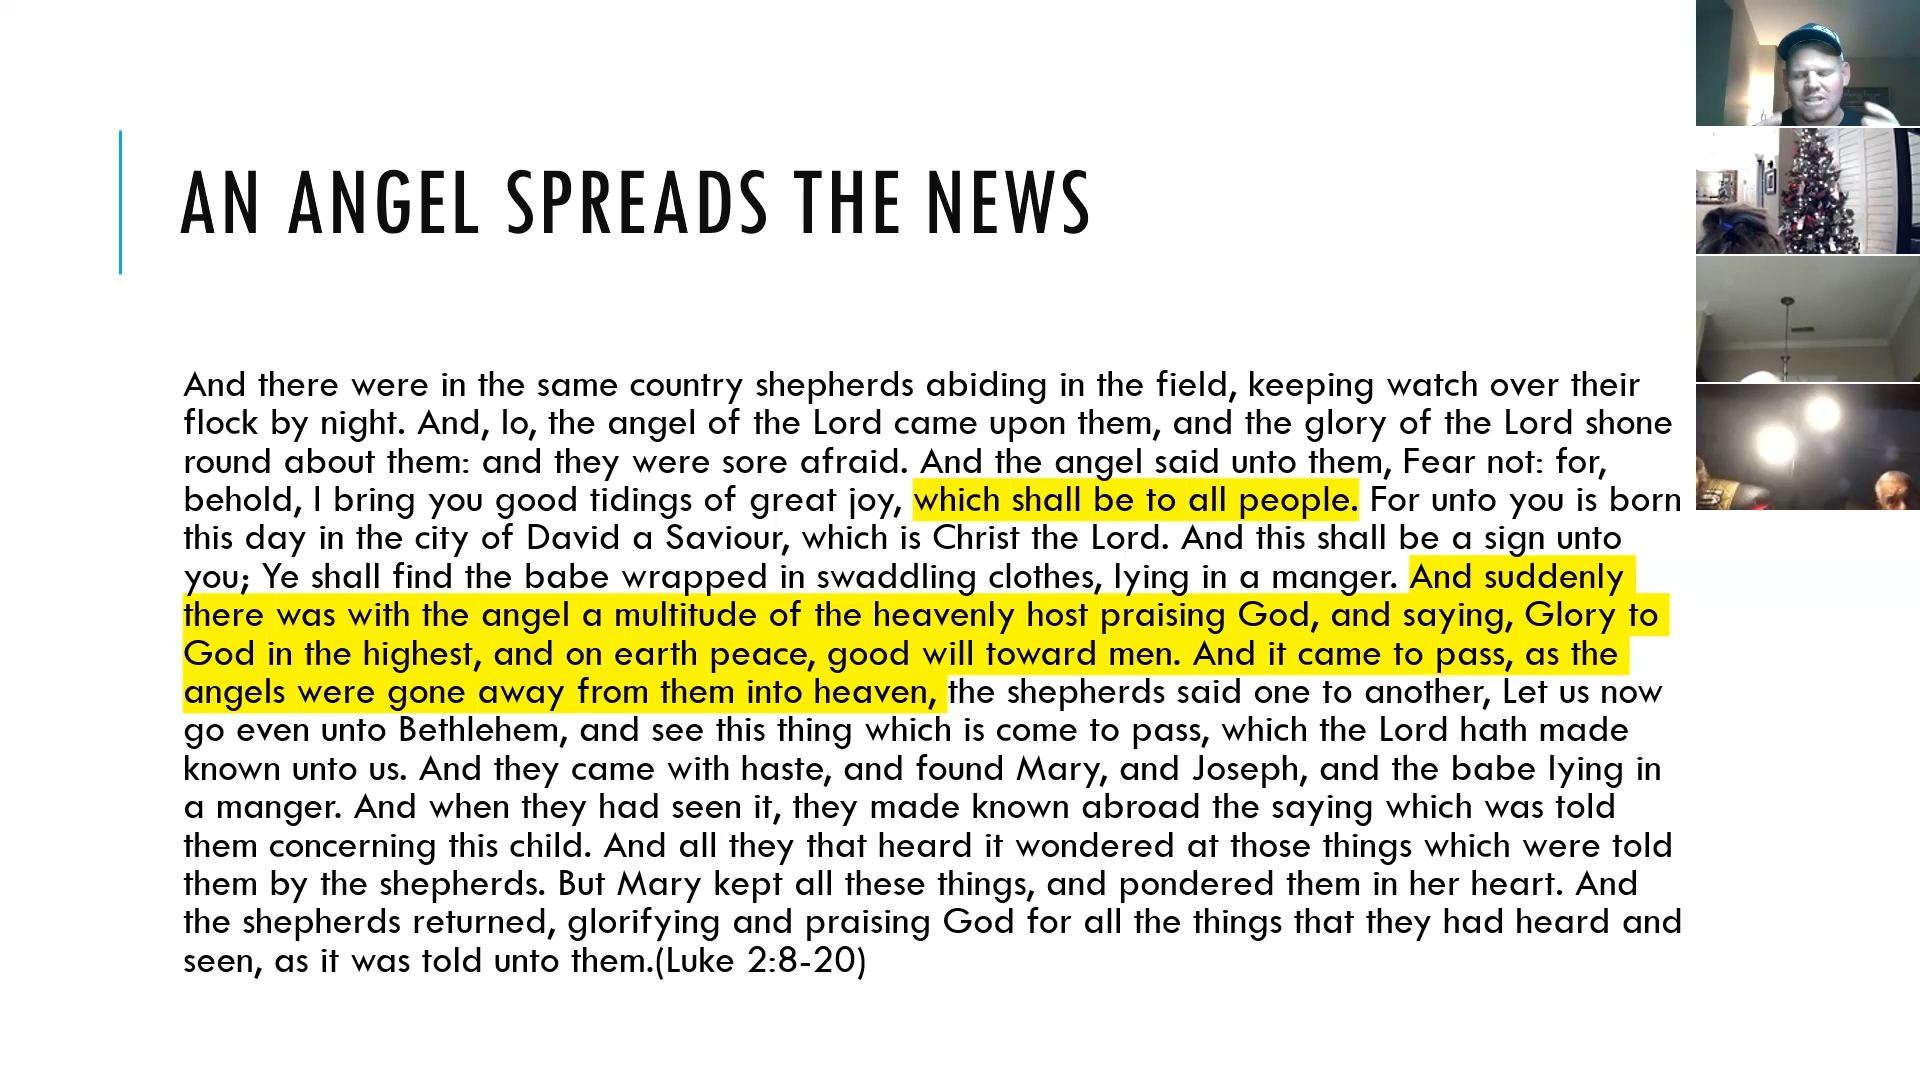 AN ANGEL SPREADS THE NEWS
And there were in the same country shepherds abiding in the field, keeping watch over their
flock by night. And, lo, the angel of the Lord came upon them, and the glory of the Lord shone
round about them: and they were sore afraid. And the angel said unto them, Fear not: for,
behold, I bring you good tidings of great joy, which shall be to all people. For unto you is born
this day in the city of David a Saviour, which is Christ the Lord. And this shall be a sign unto
you; Ye shall find the babe wrapped in swaddling clothes, lying in a manger. And suddenly
there was with the angel a multitude of the heavenly host praising God, and saying, Glory to
God in the highest, and on earth peace, good will toward men. And it came to pass, as the
angels were gone away from them into heaven, the shepherds said one to another, Let us now
go even unto Bethlehem, and see this thing which is come to pass, which the Lord hath made
known unto us. And they came with haste, and found Mary, and Joseph, and the babe lying in
a manger. And when they had seen it, they made known abroad the saying which was told
them concerning this child. And all they that heard it wondered at those things which were told
them by the shepherds. But Mary kept all these things, and pondered them in her heart. And
the shepherds returned, glorifying and praising God for all the things that they had heard and
seen, as it was told unto them.(Luke 2:8-20)